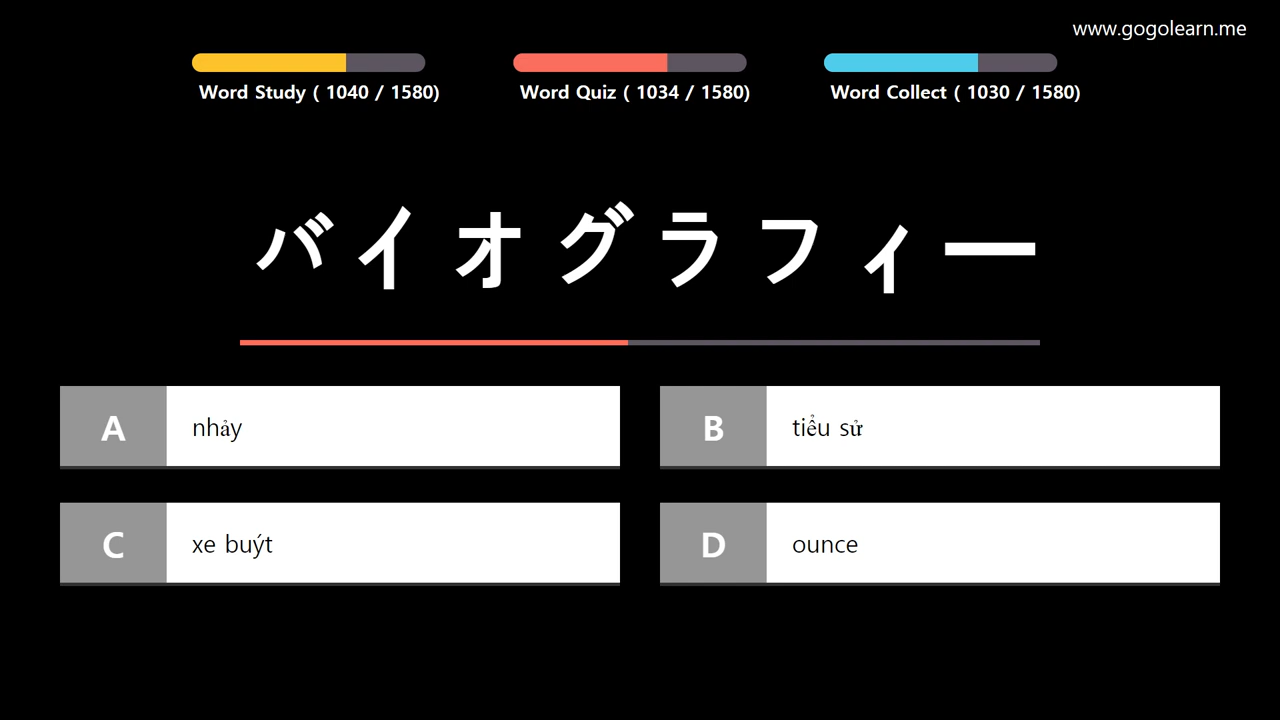 www.gogolearn.me
Word Study ( 1040 / 1580)
Word Quiz ( 1034 / 1580)
Word Collect ( 1030 / 1580)
バイオグラフィー
A nhảy
B tiểu sử
C xe buýt
D ounce